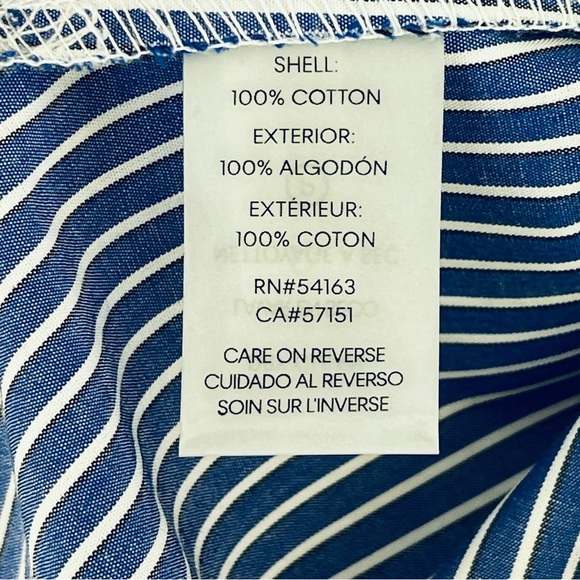 SHELL:
100% COTTON
EXTERIOR:
100% ALGODÓN
EXTÉRIEUR:
100% COTON
RN#54163
CA#57151
CARE ON REVERSE
CUIDADO AL REVERSO
SOIN SUR L'INVERSE